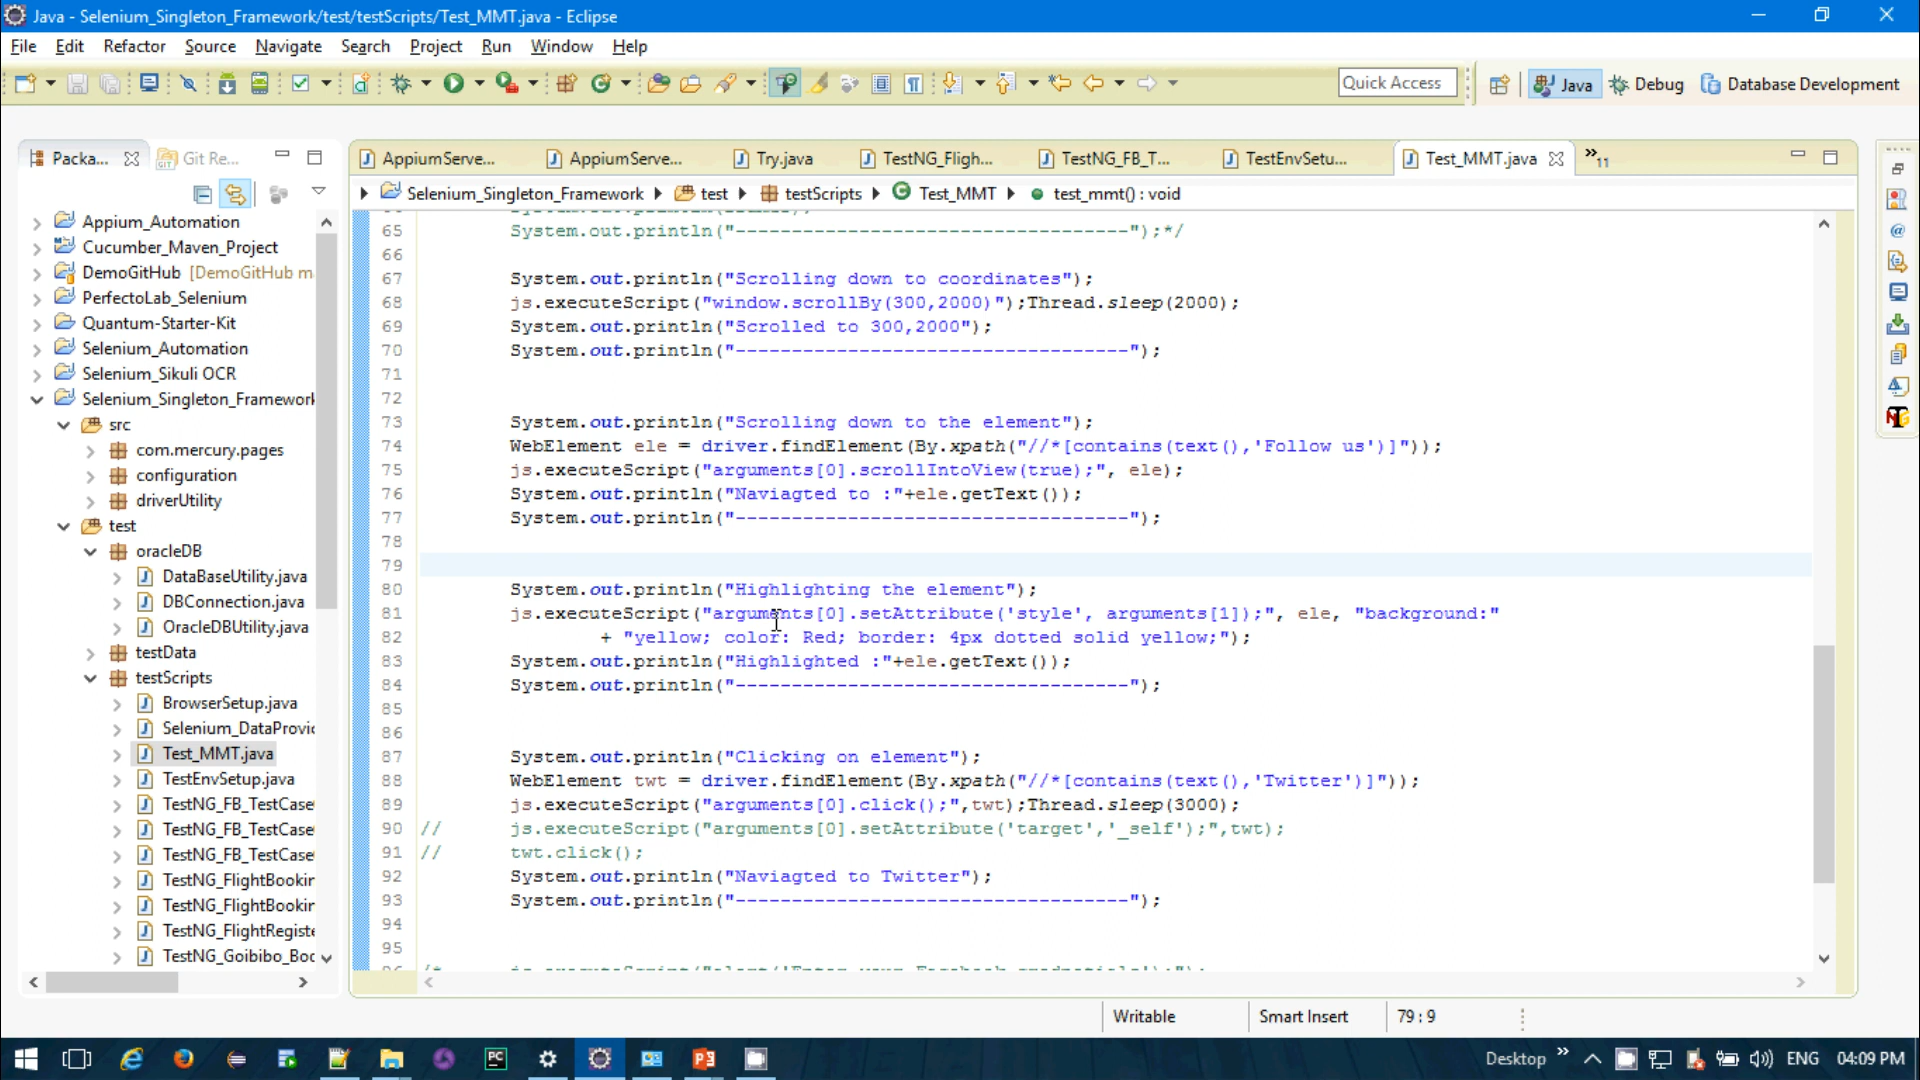 Java - Selenium_Singleton_Framework/test/testScripts/Test_MMT.java - Eclipse
File Edit Refactor Source Navigate Search Project Run Window Help
Quick Access
Java Debug Database Development
Packa... Git Re...
AppiumServe... AppiumServe... Try.java TestNG_Fligh... TestNG_FB_T... TestEnvSetu... Test_MMT.java »11
Selenium_Singleton_Framework test testScripts Test_MMT test_mmt() : void
Appium_Automation
Cucumber_Maven_Project
DemoGitHub [DemoGitHub m
PerfectoLab_Selenium
Quantum-Starter-Kit
Selenium_Automation
Selenium_Sikuli OCR
Selenium_Singleton_Framework
src
com.mercury.pages
configuration
driverUtility
test
oracleDB
DataBaseUtility.java
DBConnection.java
OracleDBUtility.java
testData
testScripts
BrowserSetup.java
Selenium_DataProvic
Test_MMT.java
TestEnvSetup.java
TestNG_FB_TestCase
TestNG_FB_TestCase
TestNG_FB_TestCase
TestNG_FlightBookir
TestNG_FlightBookir
TestNG_FlightRegiste
TestNG_Goibibo_Boc
65 System.out.println("-----------------------------------");*/
66
67 System.out.println("Scrolling down to coordinates");
68 js.executeScript("window.scrollBy(300,2000)");Thread.sleep(2000);
69 System.out.println("Scrolled to 300,2000");
70 System.out.println("-----------------------------------");
71
72
73 System.out.println("Scrolling down to the element");
74 WebElement ele = driver.findElement(By.xpath("//*[contains(text(),'Follow us')]"));
75 js.executeScript("arguments[0].scrollIntoView(true);", ele);
76 System.out.println("Naviagted to :"+ele.getText());
77 System.out.println("-----------------------------------");
78
79
80 System.out.println("Highlighting the element");
81 js.executeScript("arguments[0].setAttribute('style', arguments[1]);", ele, "background:"
82 + "yellow; color: Red; border: 4px dotted solid yellow;");
83 System.out.println("Highlighted :"+ele.getText());
84 System.out.println("-----------------------------------");
85
86
87 System.out.println("Clicking on element");
88 WebElement twt = driver.findElement(By.xpath("//*[contains(text(),'Twitter')]"));
89 js.executeScript("arguments[0].click();",twt);Thread.sleep(3000);
90 // js.executeScript("arguments[0].setAttribute('target','_self');",twt);
91 // twt.click();
92 System.out.println("Naviagted to Twitter");
93 System.out.println("-----------------------------------");
94
95
Writable Smart Insert 79 : 9
Desktop » ENG 04:09 PM